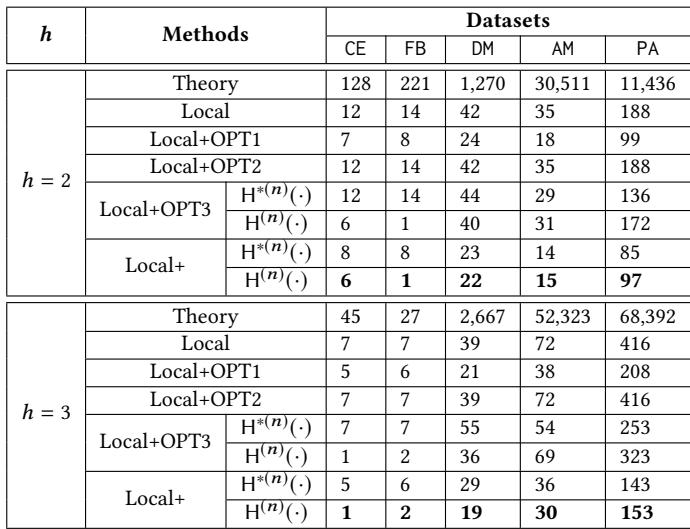 h Methods Datasets
CE FB DM AM PA
h = 2
Theory 128 221 1,270 30,511 11,436
Local 12 14 42 35 188
Local+OPT1 7 8 24 18 99
Local+OPT2 12 14 42 35 188
Local+OPT3 H*(n)(·) 12 14 44 29 136
H(n)(·) 6 1 40 31 172
Local+ H*(n)(·) 8 8 23 14 85
H(n)(·) 6 1 22 15 97
h = 3
Theory 45 27 2,667 52,323 68,392
Local 7 7 39 72 416
Local+OPT1 5 6 21 38 208
Local+OPT2 7 7 39 72 416
Local+OPT3 H*(n)(·) 7 7 55 54 253
H(n)(·) 1 2 36 69 323
Local+ H*(n)(·) 5 6 29 36 143
H(n)(·) 1 2 19 30 153